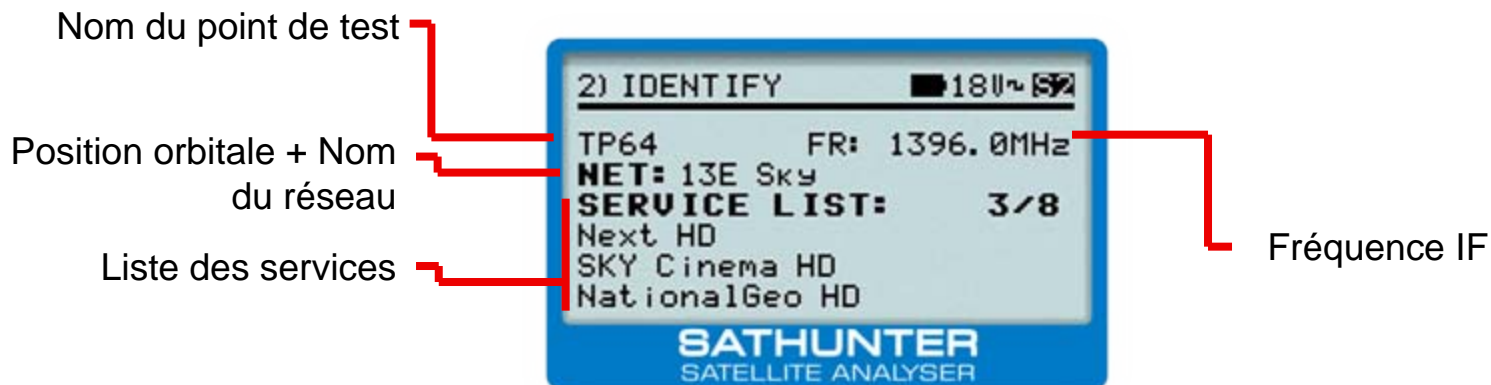 Nom du point de test
Position orbitale + Nom
du réseau
Liste des services
2) IDENTIFY 18V~ S2
TP64 FR: 1396.0MHz
NET: 13E Sky
SERVICE LIST: 3/8
Next HD
SKY Cinema HD
NationalGeo HD
SATHUNTER
SATELLITE ANALYSER
Fréquence IF